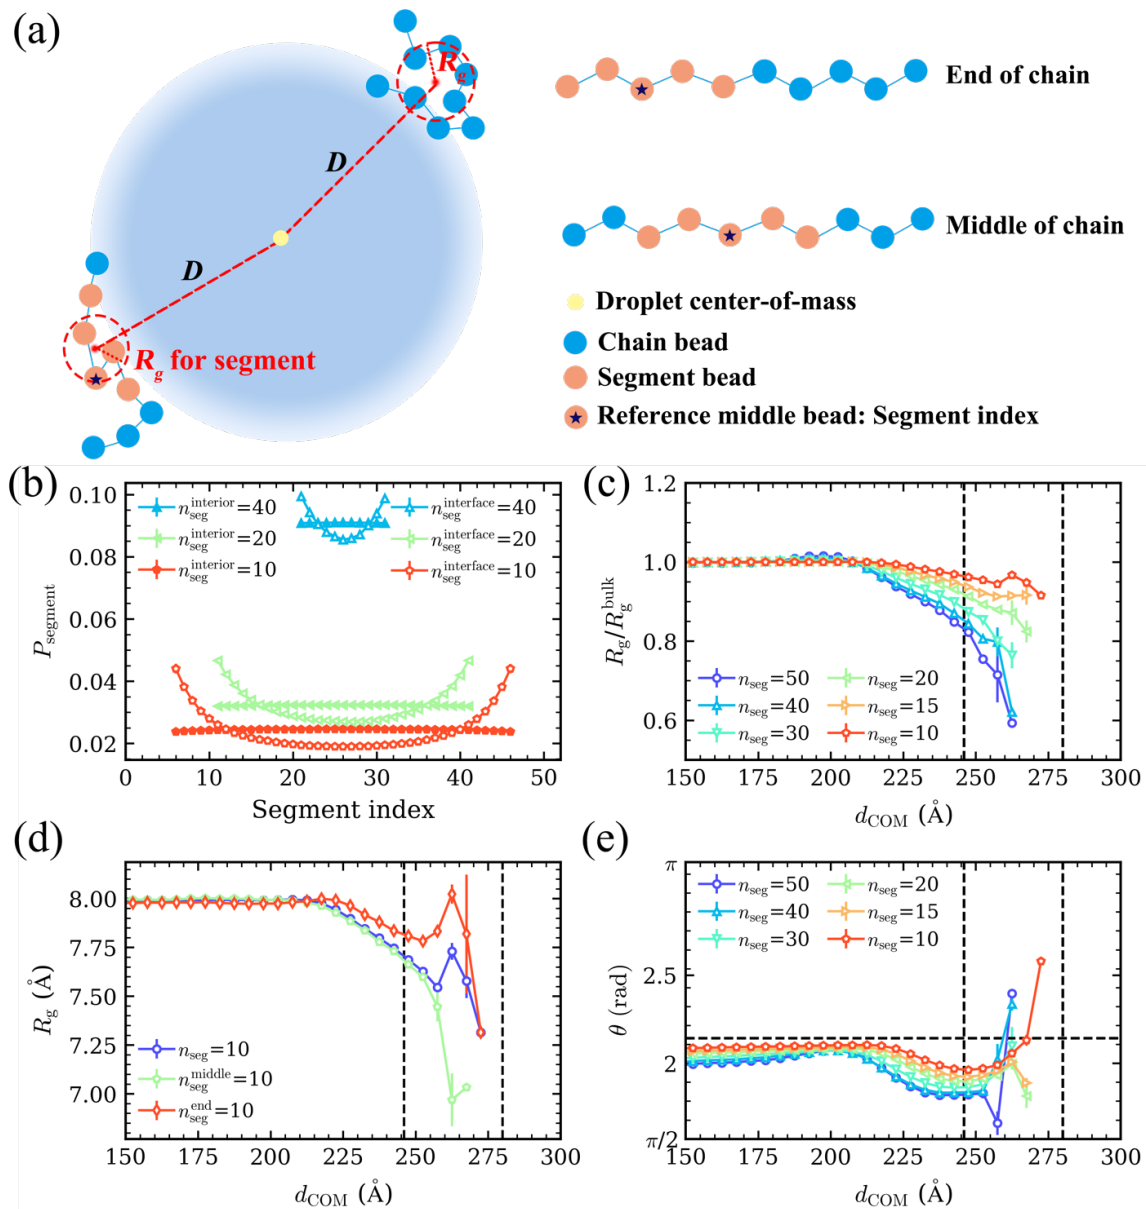 (a)
R_g
D
D
R_g for segment
End of chain
Middle of chain
Droplet center-of-mass
Chain bead
Segment bead
Reference middle bead: Segment index
(b)
P_segment
0.10
0.08
0.06
0.04
0.02
n_seg^interior=40
n_seg^interior=20
n_seg^interior=10
n_seg^interface=40
n_seg^interface=20
n_seg^interface=10
0 10 20 30 40 50
Segment index
(c)
R_g/R_g^bulk
1.2
1.0
0.8
0.6
n_seg=50
n_seg=40
n_seg=30
n_seg=20
n_seg=15
n_seg=10
150 175 200 225 250 275 300
d_COM (Å)
(d)
R_g (Å)
8.00
7.75
7.50
7.25
7.00
n_seg=10
n_seg^middle=10
n_seg^end=10
150 175 200 225 250 275 300
d_COM (Å)
(e)
θ (rad)
π
2.5
2
π/2
n_seg=50
n_seg=40
n_seg=30
n_seg=20
n_seg=15
n_seg=10
150 175 200 225 250 275 300
d_COM (Å)